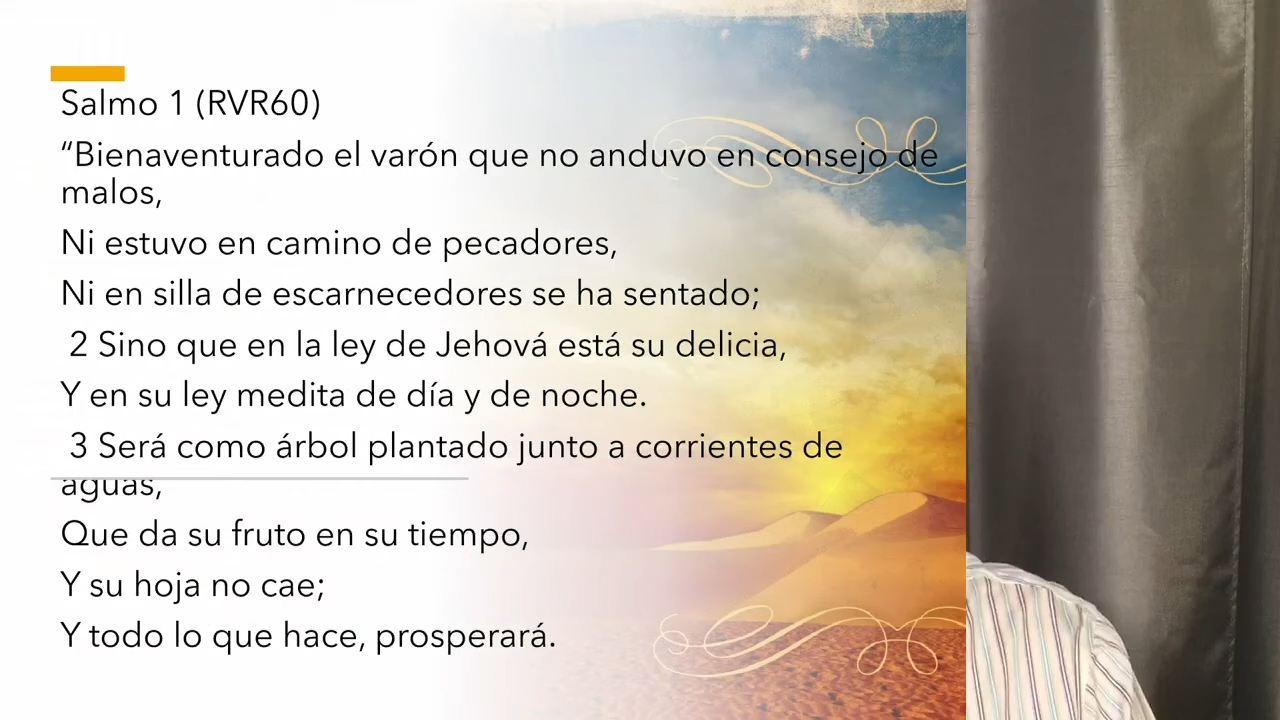 Salmo 1 (RVR60)
“Bienaventurado el varón que no anduvo en consejo de
malos,
Ni estuvo en camino de pecadores,
Ni en silla de escarnecedores se ha sentado;
2 Sino que en la ley de Jehová está su delicia,
Y en su ley medita de día y de noche.
3 Será como árbol plantado junto a corrientes de
aguas,
Que da su fruto en su tiempo,
Y su hoja no cae;
Y todo lo que hace, prosperará.